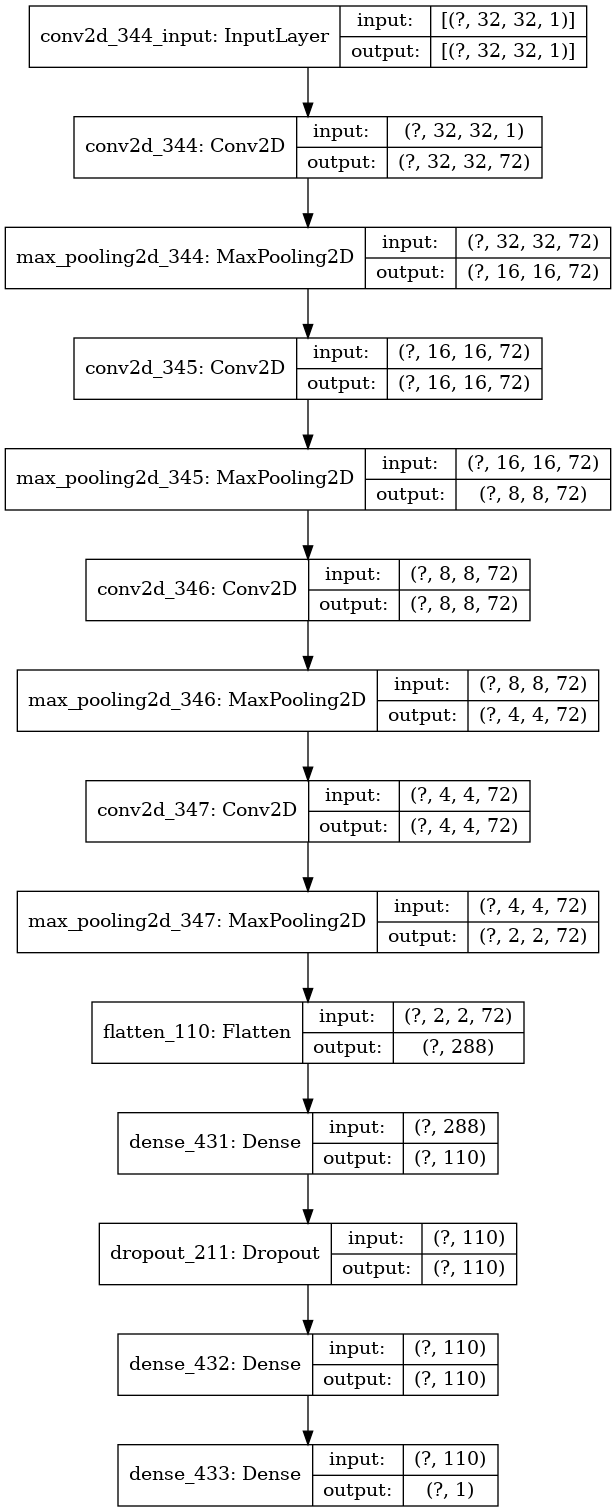 conv2d_344_input: InputLayer
input: [(?, 32, 32, 1)]
output: [(?, 32, 32, 1)]
conv2d_344: Conv2D
input: (?, 32, 32, 1)
output: (?, 32, 32, 72)
max_pooling2d_344: MaxPooling2D
input: (?, 32, 32, 72)
output: (?, 16, 16, 72)
conv2d_345: Conv2D
input: (?, 16, 16, 72)
output: (?, 16, 16, 72)
max_pooling2d_345: MaxPooling2D
input: (?, 16, 16, 72)
output: (?, 8, 8, 72)
conv2d_346: Conv2D
input: (?, 8, 8, 72)
output: (?, 8, 8, 72)
max_pooling2d_346: MaxPooling2D
input: (?, 8, 8, 72)
output: (?, 4, 4, 72)
conv2d_347: Conv2D
input: (?, 4, 4, 72)
output: (?, 4, 4, 72)
max_pooling2d_347: MaxPooling2D
input: (?, 4, 4, 72)
output: (?, 2, 2, 72)
flatten_110: Flatten
input: (?, 2, 2, 72)
output: (?, 288)
dense_431: Dense
input: (?, 288)
output: (?, 110)
dropout_211: Dropout
input: (?, 110)
output: (?, 110)
dense_432: Dense
input: (?, 110)
output: (?, 110)
dense_433: Dense
input: (?, 110)
output: (?, 1)